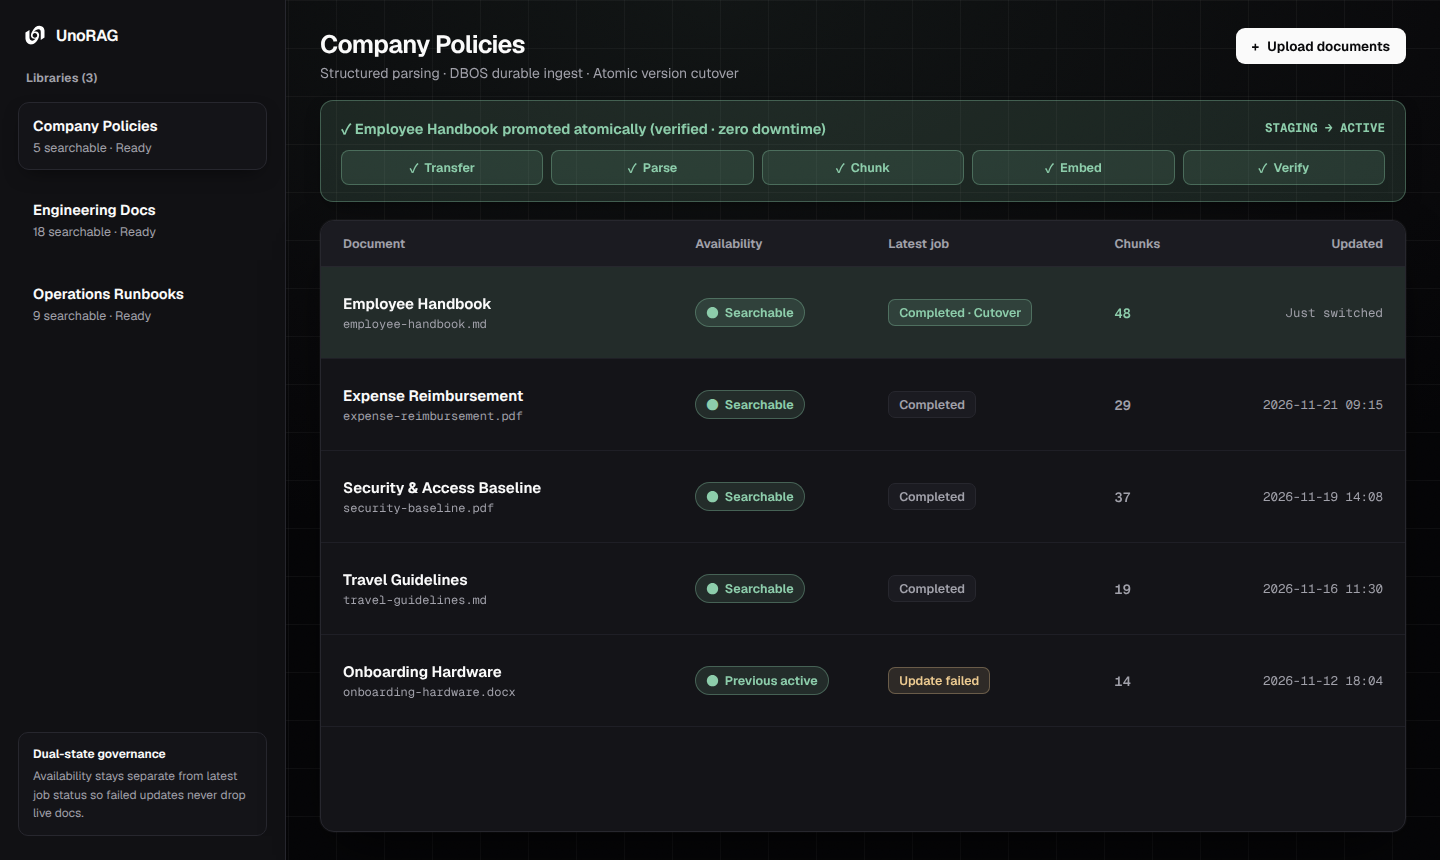 UnoRAG
Libraries (3)
Company Policies
5 searchable · Ready
Engineering Docs
18 searchable · Ready
Operations Runbooks
9 searchable · Ready
Dual-state governance
Availability stays separate from latest
job status so failed updates never drop
live docs.
Company Policies
Structured parsing · DBOS durable ingest · Atomic version cutover
+ Upload documents
✓ Employee Handbook promoted atomically (verified · zero downtime)
STAGING → ACTIVE
✓ Transfer
✓ Parse
✓ Chunk
✓ Embed
✓ Verify
Document Availability Latest job Chunks Updated
Employee Handbook
employee-handbook.md
Searchable
Completed · Cutover
48
Just switched
Expense Reimbursement
expense-reimbursement.pdf
Searchable
Completed
29
2026-11-21 09:15
Security & Access Baseline
security-baseline.pdf
Searchable
Completed
37
2026-11-19 14:08
Travel Guidelines
travel-guidelines.md
Searchable
Completed
19
2026-11-16 11:30
Onboarding Hardware
onboarding-hardware.docx
Previous active
Update failed
14
2026-11-12 18:04